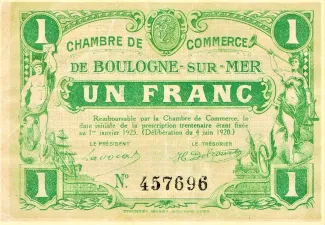 1 CHAMBRE DE COMMERCE 1
DE BOULOGNE-SUR-MER
UN FRANC
Remboursable par la Chambre de Commerce, la
date initiale de la prescription trentenaire étant fixée
au 1er janvier 1925. (Délibération du 4 juin 1920.)
LE PRÉSIDENT LE TRÉSORIER
1 No. 457696 1